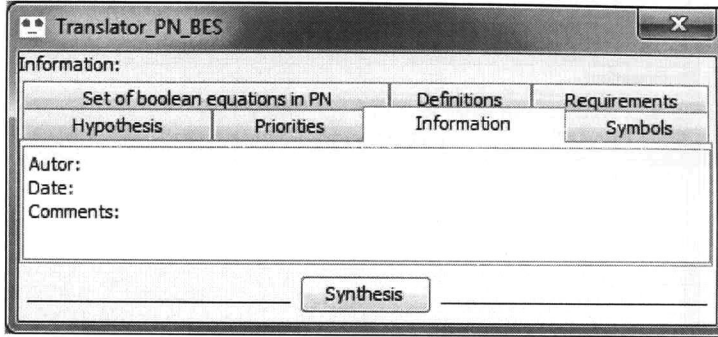 Translator_PN_BES
Information:
Set of boolean equations in PN Definitions Requirements
Hypothesis Priorities Information Symbols
Autor:
Date:
Comments:
Synthesis